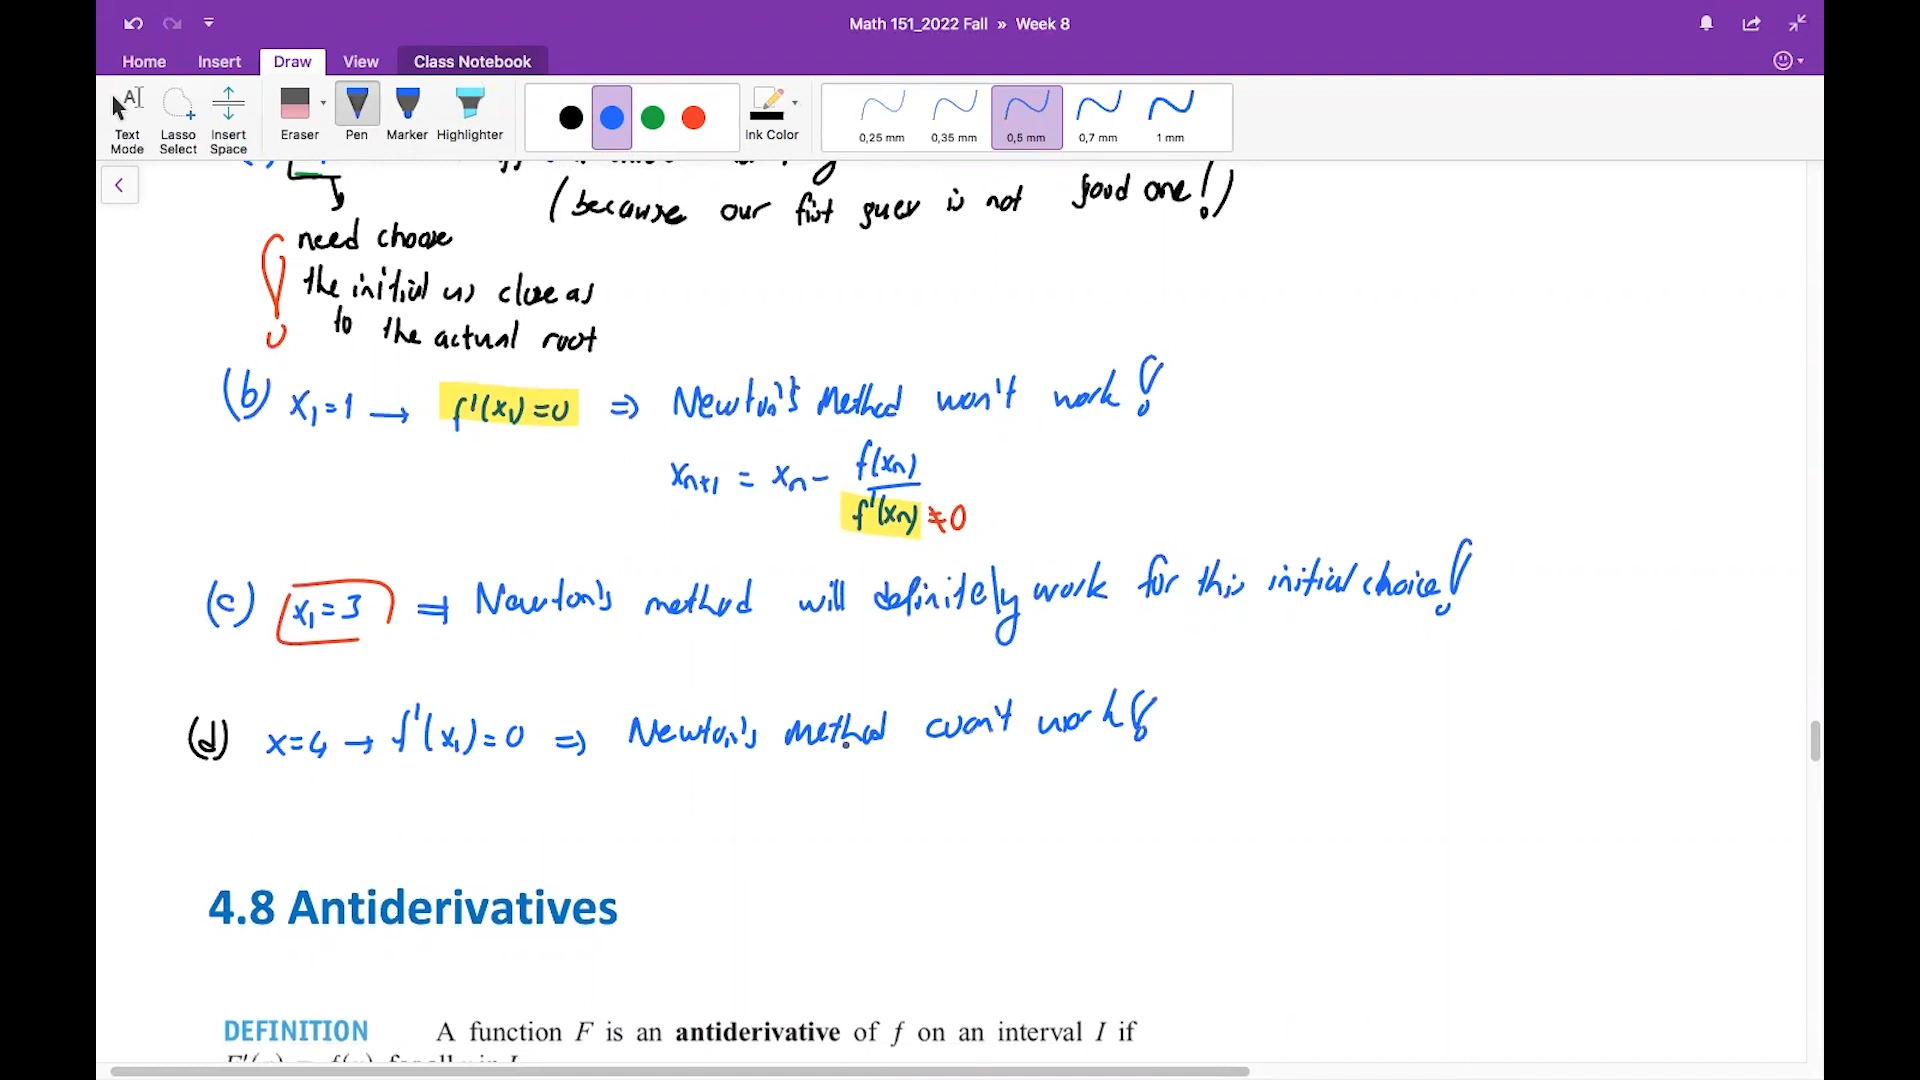 Math 151_2022 Fall » Week 8
Home Insert Draw View Class Notebook
Text Mode
Lasso Select
Insert Space
Eraser
Pen
Marker
Highlighter
Ink Color
0,25 mm 0,35 mm 0,5 mm 0,7 mm 1 mm
(because our fist guess is not good one!)
need choose
the initial as close as
to the actual root
(b) x₁=1 → f'(x₁)=0 ⇒ Newton's Method won't work!
xₙ₊₁ = xₙ - f(xₙ)/f'(xₙ) ≠0
(c) x₁=3 ⇒ Newton's method will definitely work for this initial choice!
(d) x=4 → f'(x₁)=0 ⇒ Newton's method won't work!
4.8 Antiderivatives
DEFINITION A function F is an antiderivative of f on an interval I if
F'(x) = f(x) for all x in I.